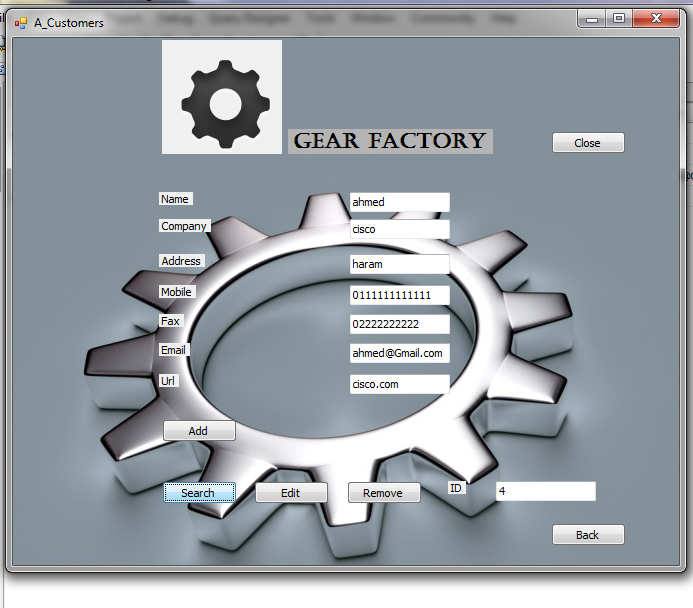 A_Customers
GEAR FACTORY
Close
Name ahmed
Company cisco
Address haram
Mobile 0111111111111
Fax 02222222222
Email ahmed@Gmail.com
Url cisco.com
Add
Search Edit Remove ID 4
Back